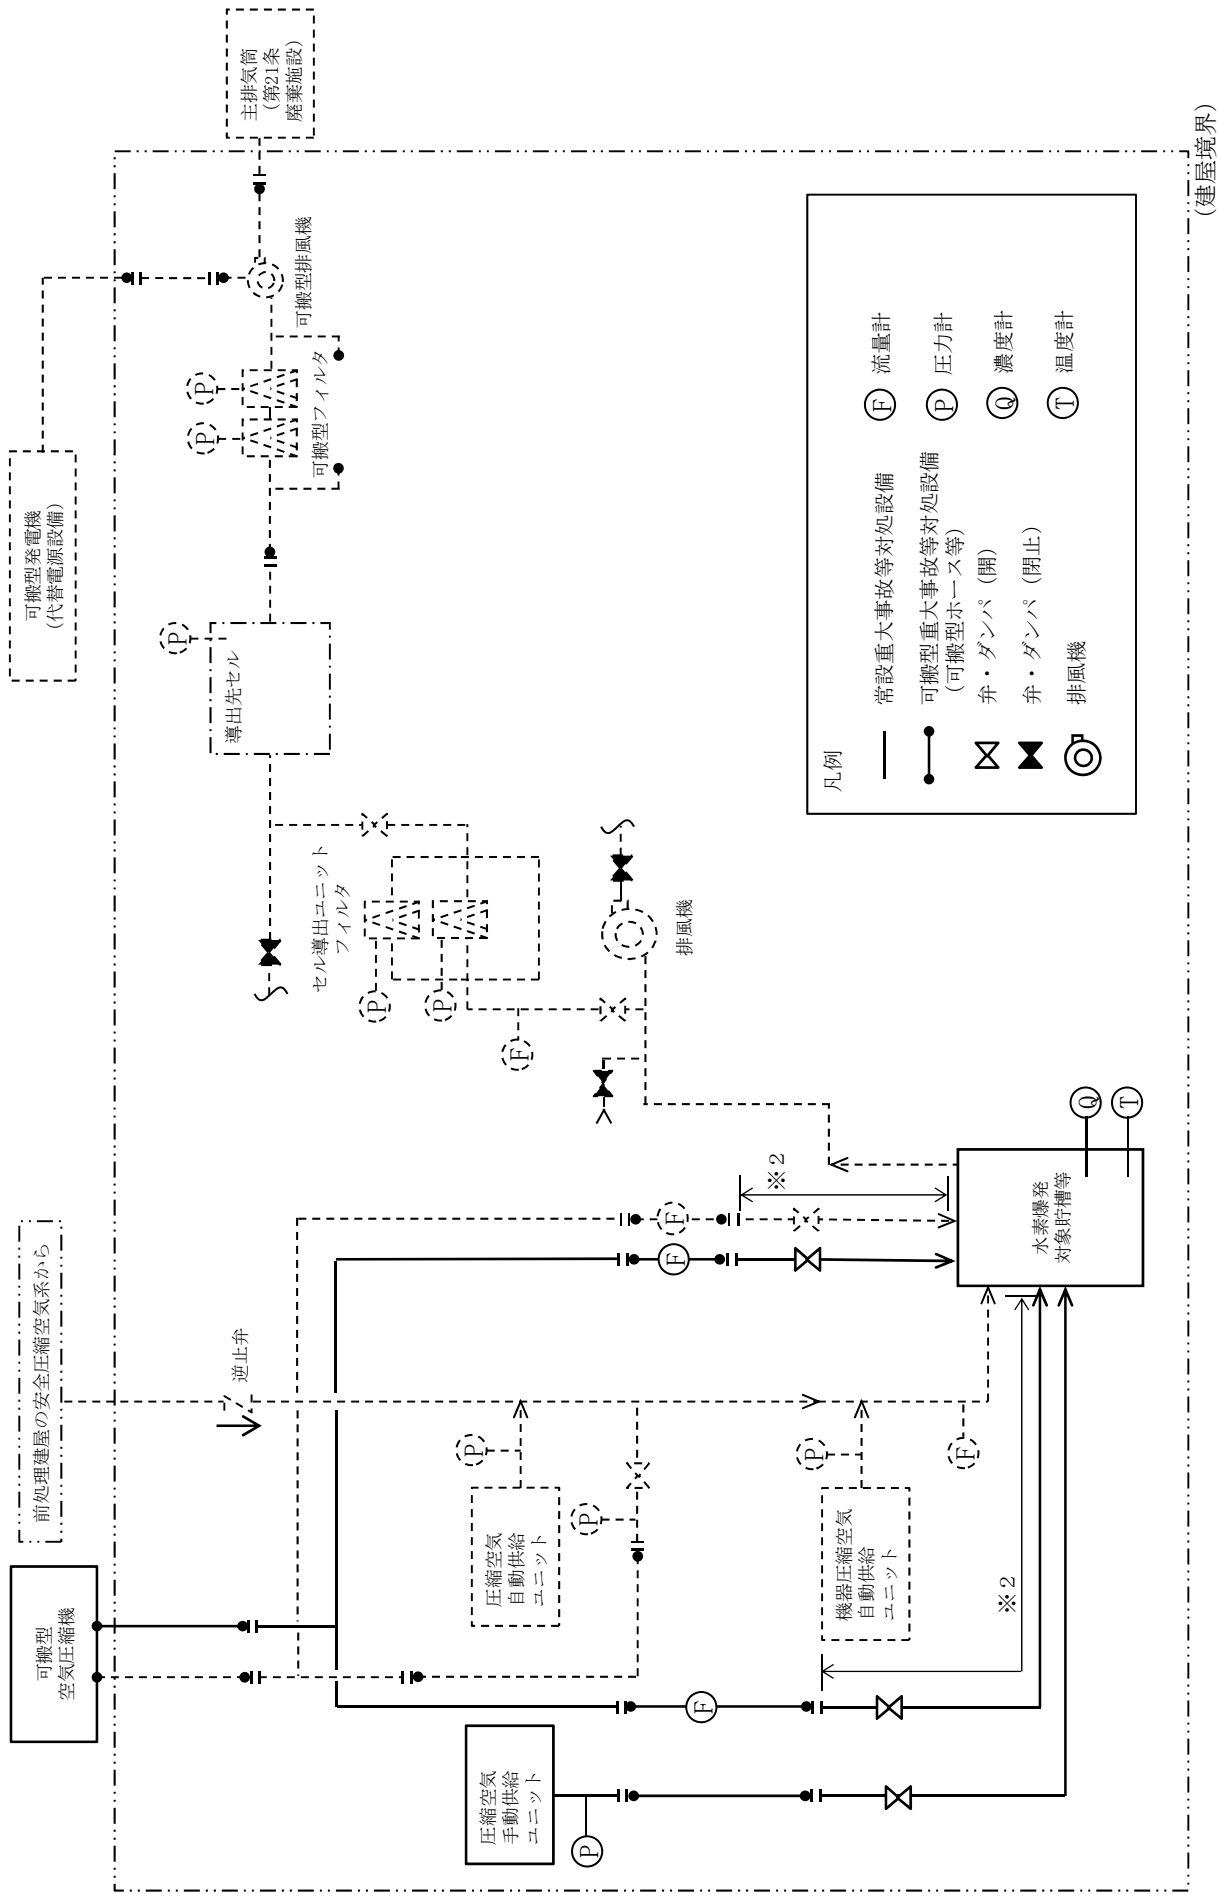 主排気筒
(第21条
廃棄施設)
可搬型発電機
(代替電源設備)
P
P
可搬型排風機
可搬型フィルタ
P
導出先セル
セル導出ユニット
フィルタ
P
P
F
排風機
(建屋境界)
凡例
常設重大事故等対処設備
可搬型重大事故等対処設備
(可搬型ホース等)
弁・ダンパ (開)
弁・ダンパ (閉止)
排風機
F 流量計
P 圧力計
Q 濃度計
T 温度計
前処理建屋の安全圧縮空気系から
逆止弁
可搬型
空気圧縮機
圧縮空気
自動供給
ユニット
P
P
機器圧縮空気
自動供給
ユニット
P
F
F
F
※2
水素爆発
対象貯槽等
Q
T
※2
F
圧縮空気
手動供給
ユニット
P